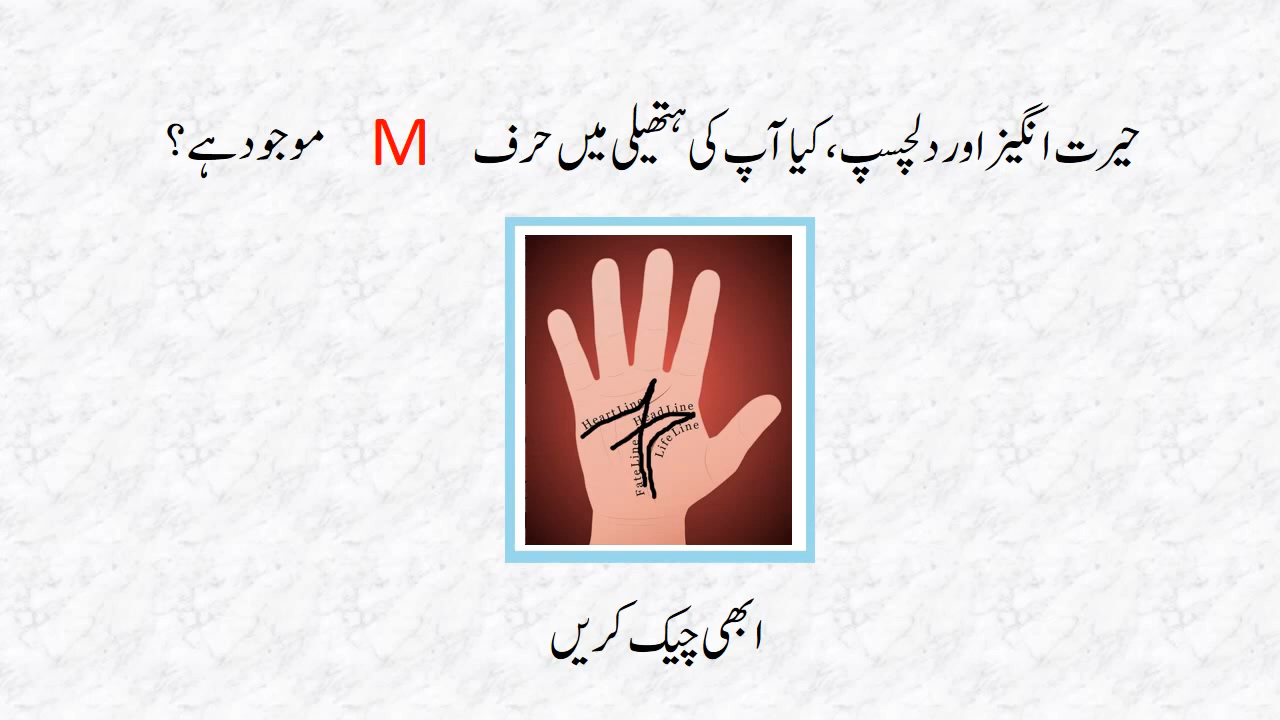 حیرت انگیز اور دلچسپ، کیا آپ کی ہتھیلی میں حرف M موجود ہے؟
Heart Line
Head Line
Life Line
Fate Line
ابھی چیک کریں